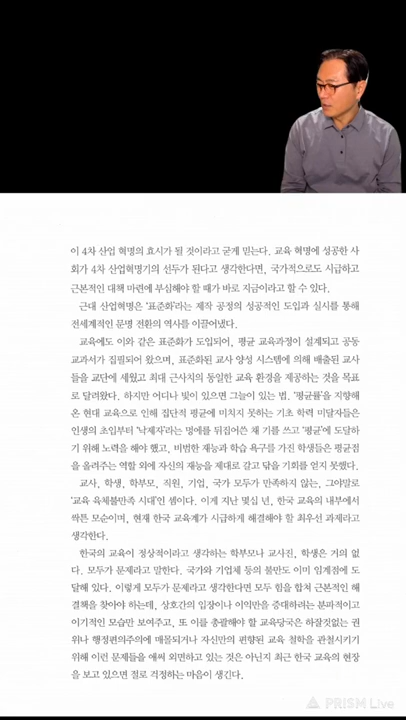 이 4차 산업 혁명의 효시가 될 것이라고 굳게 믿는다. 교육 혁명에 성공한 사
회가 4차 산업혁명기의 선두가 된다고 생각한다면, 국가적으로도 시급하고
근본적인 대책 마련에 부심해야 할 때가 바로 지금이라고 할 수 있다.
근대 산업혁명은 '표준화'라는 제작 공정의 성공적인 도입과 실시를 통해
전세계적인 문명 전환의 역사를 이끌어냈다.
교육에도 이와 같은 표준화가 도입되어, 평균 교육과정이 설계되고 공동
교과서가 집필되어 왔으며, 표준화된 교사 양성 시스템에 의해 배출된 교사
들을 교단에 세웠고 최대 근사치의 동일한 교육 환경을 제공하는 것을 목표
로 달려왔다. 하지만 어디나 빛이 있으면 그늘이 있는 법. '평균률'을 지향해
온 현대 교육으로 인해 집단적 평균에 미치지 못하는 기초 학력 미달자들은
인생의 초입부터 '낙제자'라는 멍에를 뒤집어쓴 채 기를 쓰고 '평균'에 도달하
기 위해 노력을 해야 했고, 비범한 재능과 학습 욕구를 가진 학생들은 평균점
을 올려주는 역할 외에 자신의 재능을 제대로 갈고 닦을 기회를 얻지 못했다.
교사, 학생, 학부모, 직원, 기업, 국가 모두가 만족하지 않는, 그야말로
'교육 욕체불만족 시대'인 셈이다. 이게 지난 몇십 년, 한국 교육의 내부에서
싹튼 모순이며, 현재 한국 교육계가 시급하게 해결해야 할 최우선 과제라고
생각한다.
한국의 교육이 정상적이라고 생각하는 학부모나 교사진, 학생은 거의 없
다. 모두가 문제라고 말한다. 국가와 기업체 등의 불만도 이미 임계점에 도
달해 있다. 이렇게 모두가 문제라고 생각한다면 모두 힘을 합쳐 근본적인 해
결책을 찾아야 하는데, 상호간의 입장이나 이익만을 증대하려는 분파적이고
이기적인 모습만 보여주고, 또 이를 총괄해야 할 교육당국은 하잘것없는 권
위나 행정편의주의에 매몰되거나 자신만의 편향된 교육 철학을 관철시키기
위해 이런 문제들을 애써 외면하고 있는 것은 아닌지 최근 한국 교육의 현장
을 보고 있으면 절로 걱정하는 마음이 생긴다.
PRISM Live